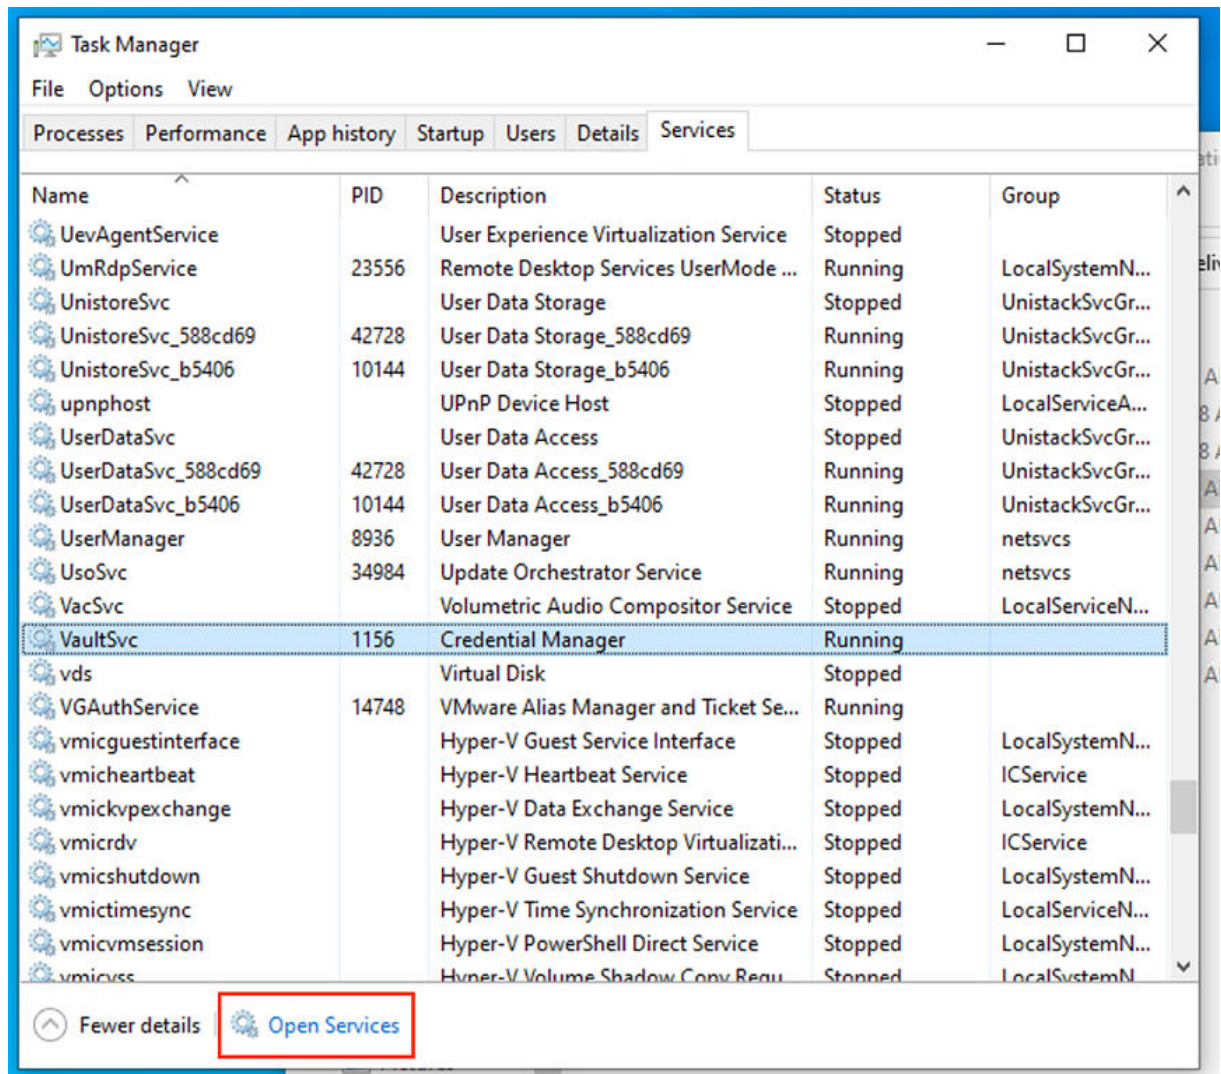 Task Manager
File Options View
Processes Performance App history Startup Users Details Services
Name PID Description Status Group
UevAgentService User Experience Virtualization Service Stopped
UmRdpService 23556 Remote Desktop Services UserMode ... Running LocalSystemN...
UnistoreSvc User Data Storage Stopped UnistackSvcGr...
UnistoreSvc_588cd69 42728 User Data Storage_588cd69 Running UnistackSvcGr...
UnistoreSvc_b5406 10144 User Data Storage_b5406 Running UnistackSvcGr...
upnphost UPnP Device Host Stopped LocalServiceA...
UserDataSvc User Data Access Stopped UnistackSvcGr...
UserDataSvc_588cd69 42728 User Data Access_588cd69 Running UnistackSvcGr...
UserDataSvc_b5406 10144 User Data Access_b5406 Running UnistackSvcGr...
UserManager 8936 User Manager Running netsvcs
UsoSvc 34984 Update Orchestrator Service Running netsvcs
VacSvc Volumetric Audio Compositor Service Stopped LocalServiceN...
VaultSvc 1156 Credential Manager Running
vds Virtual Disk Stopped
VGAuthService 14748 VMware Alias Manager and Ticket Se... Running
vmicguestinterface Hyper-V Guest Service Interface Stopped LocalSystemN...
vmicheartbeat Hyper-V Heartbeat Service Stopped ICService
vmickvpexchange Hyper-V Data Exchange Service Stopped LocalSystemN...
vmicrdv Hyper-V Remote Desktop Virtualizati... Stopped ICService
vmicshutdown Hyper-V Guest Shutdown Service Stopped LocalSystemN...
vmictimesync Hyper-V Time Synchronization Service Stopped LocalServiceN...
vmicvmsession Hyper-V PowerShell Direct Service Stopped LocalSystemN...
vmicvss Hyper-V Volume Shadow Copy Requ Stopped LocalSystemN
Fewer details Open Services